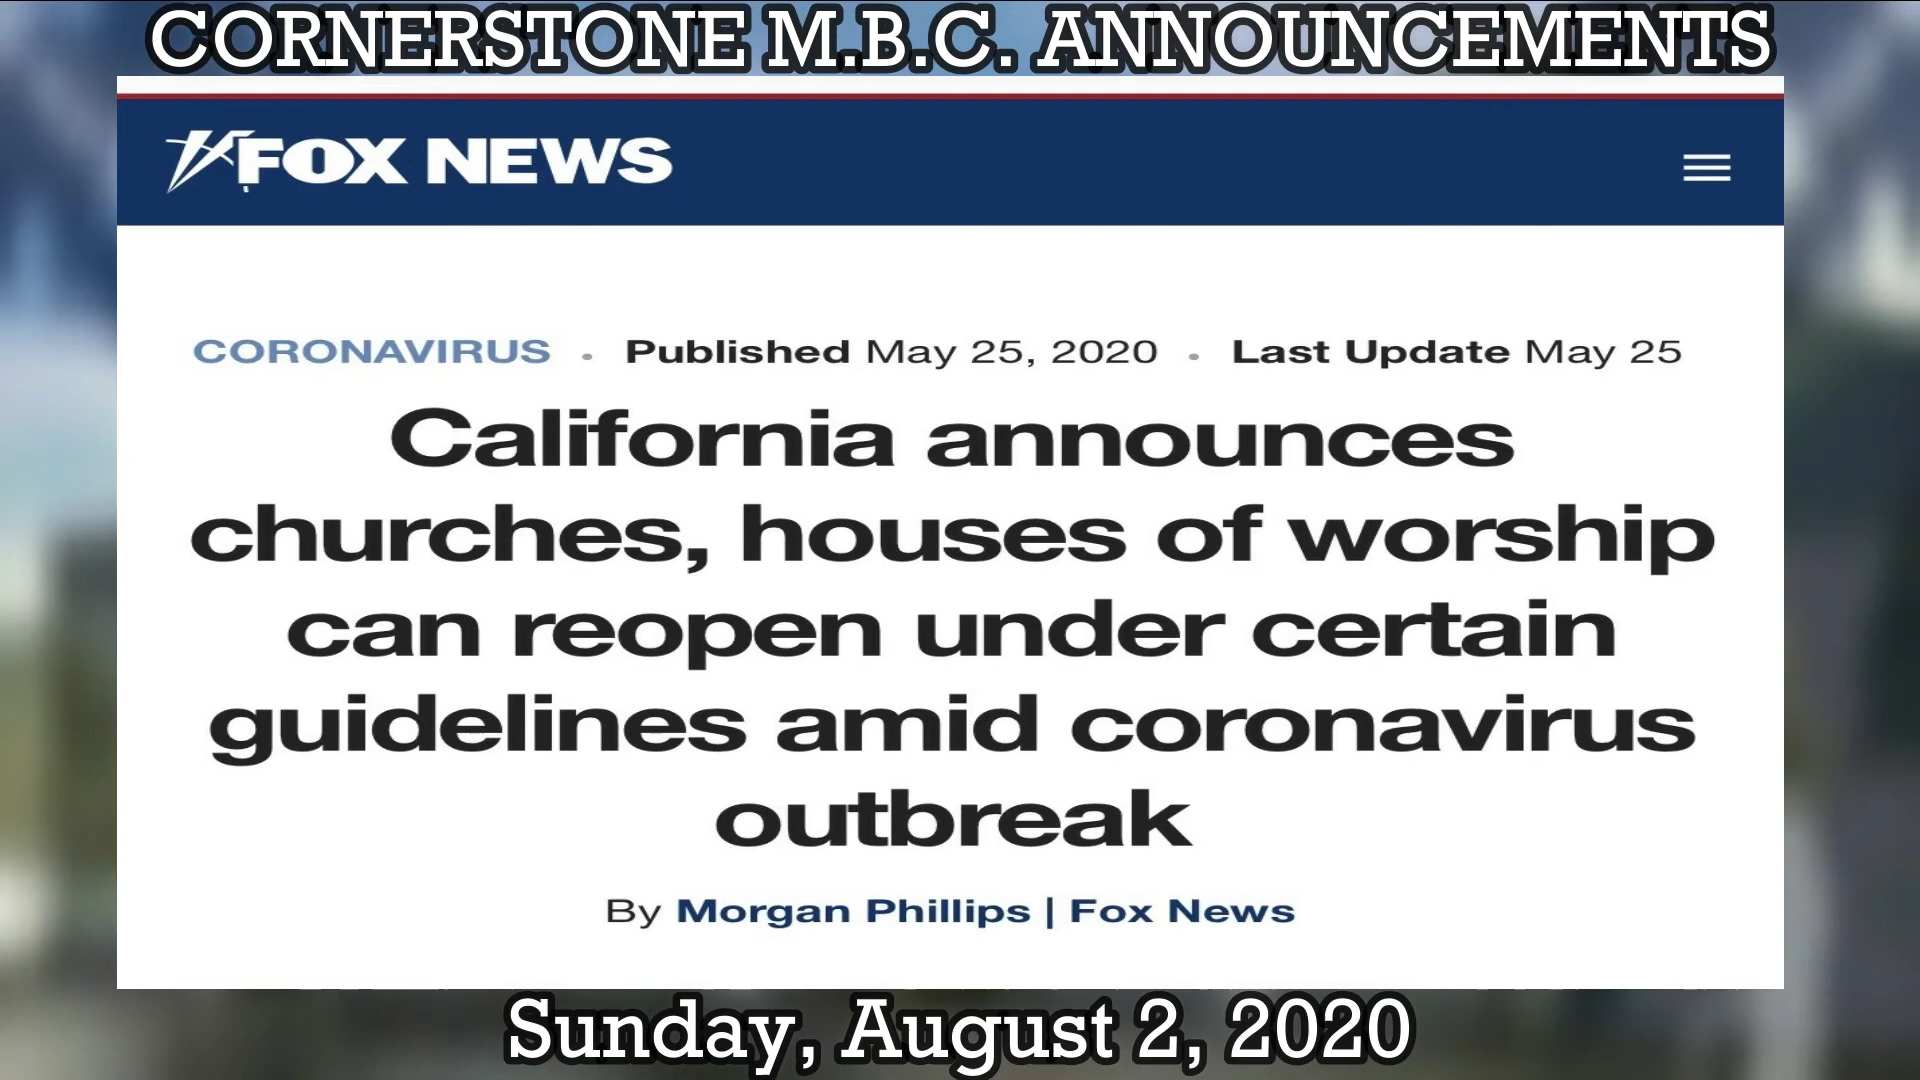 CORNERSTONE M.B.C. ANNOUNCEMENTS
FOX NEWS
CORONAVIRUS · Published May 25, 2020 · Last Update May 25
California announces
churches, houses of worship
can reopen under certain
guidelines amid coronavirus
outbreak
By Morgan Phillips | Fox News
Sunday, August 2, 2020